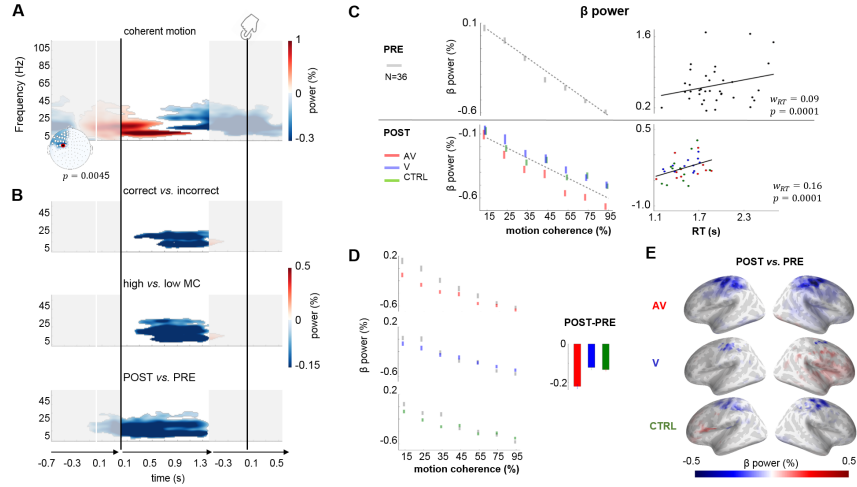 A
coherent motion
105
85
65
45
25
5
Frequency (Hz)
p = 0.0045
1
0
-0.3
power (%)
B
correct vs. incorrect
45
25
5
high vs. low MC
45
25
5
0.5
0
-0.15
power (%)
POST vs. PRE
45
25
5
-0.7 -0.3 0.1 0.1 0.5 0.9 1.3 -0.3 0.1 0.5
time (s)
C
β power
PRE
N=36
0.1
-0.6
β power (%)
1.6
0.2
w_RT = 0.09
p = 0.0001
POST
AV
V
CTRL
-0.1
-0.6
β power (%)
15 25 35 45 55 65 75 85 95
motion coherence (%)
0.5
-1.0
w_RT = 0.16
p = 0.0001
1.1 1.7 2.3
RT (s)
D
0.2
-0.6
0.2
-0.6
0.2
-0.6
β power (%)
15 25 35 45 55 65 75 85 95
motion coherence (%)
POST-PRE
0
-0.2
E
POST vs. PRE
AV
V
CTRL
-0.5 0.5
β power (%)